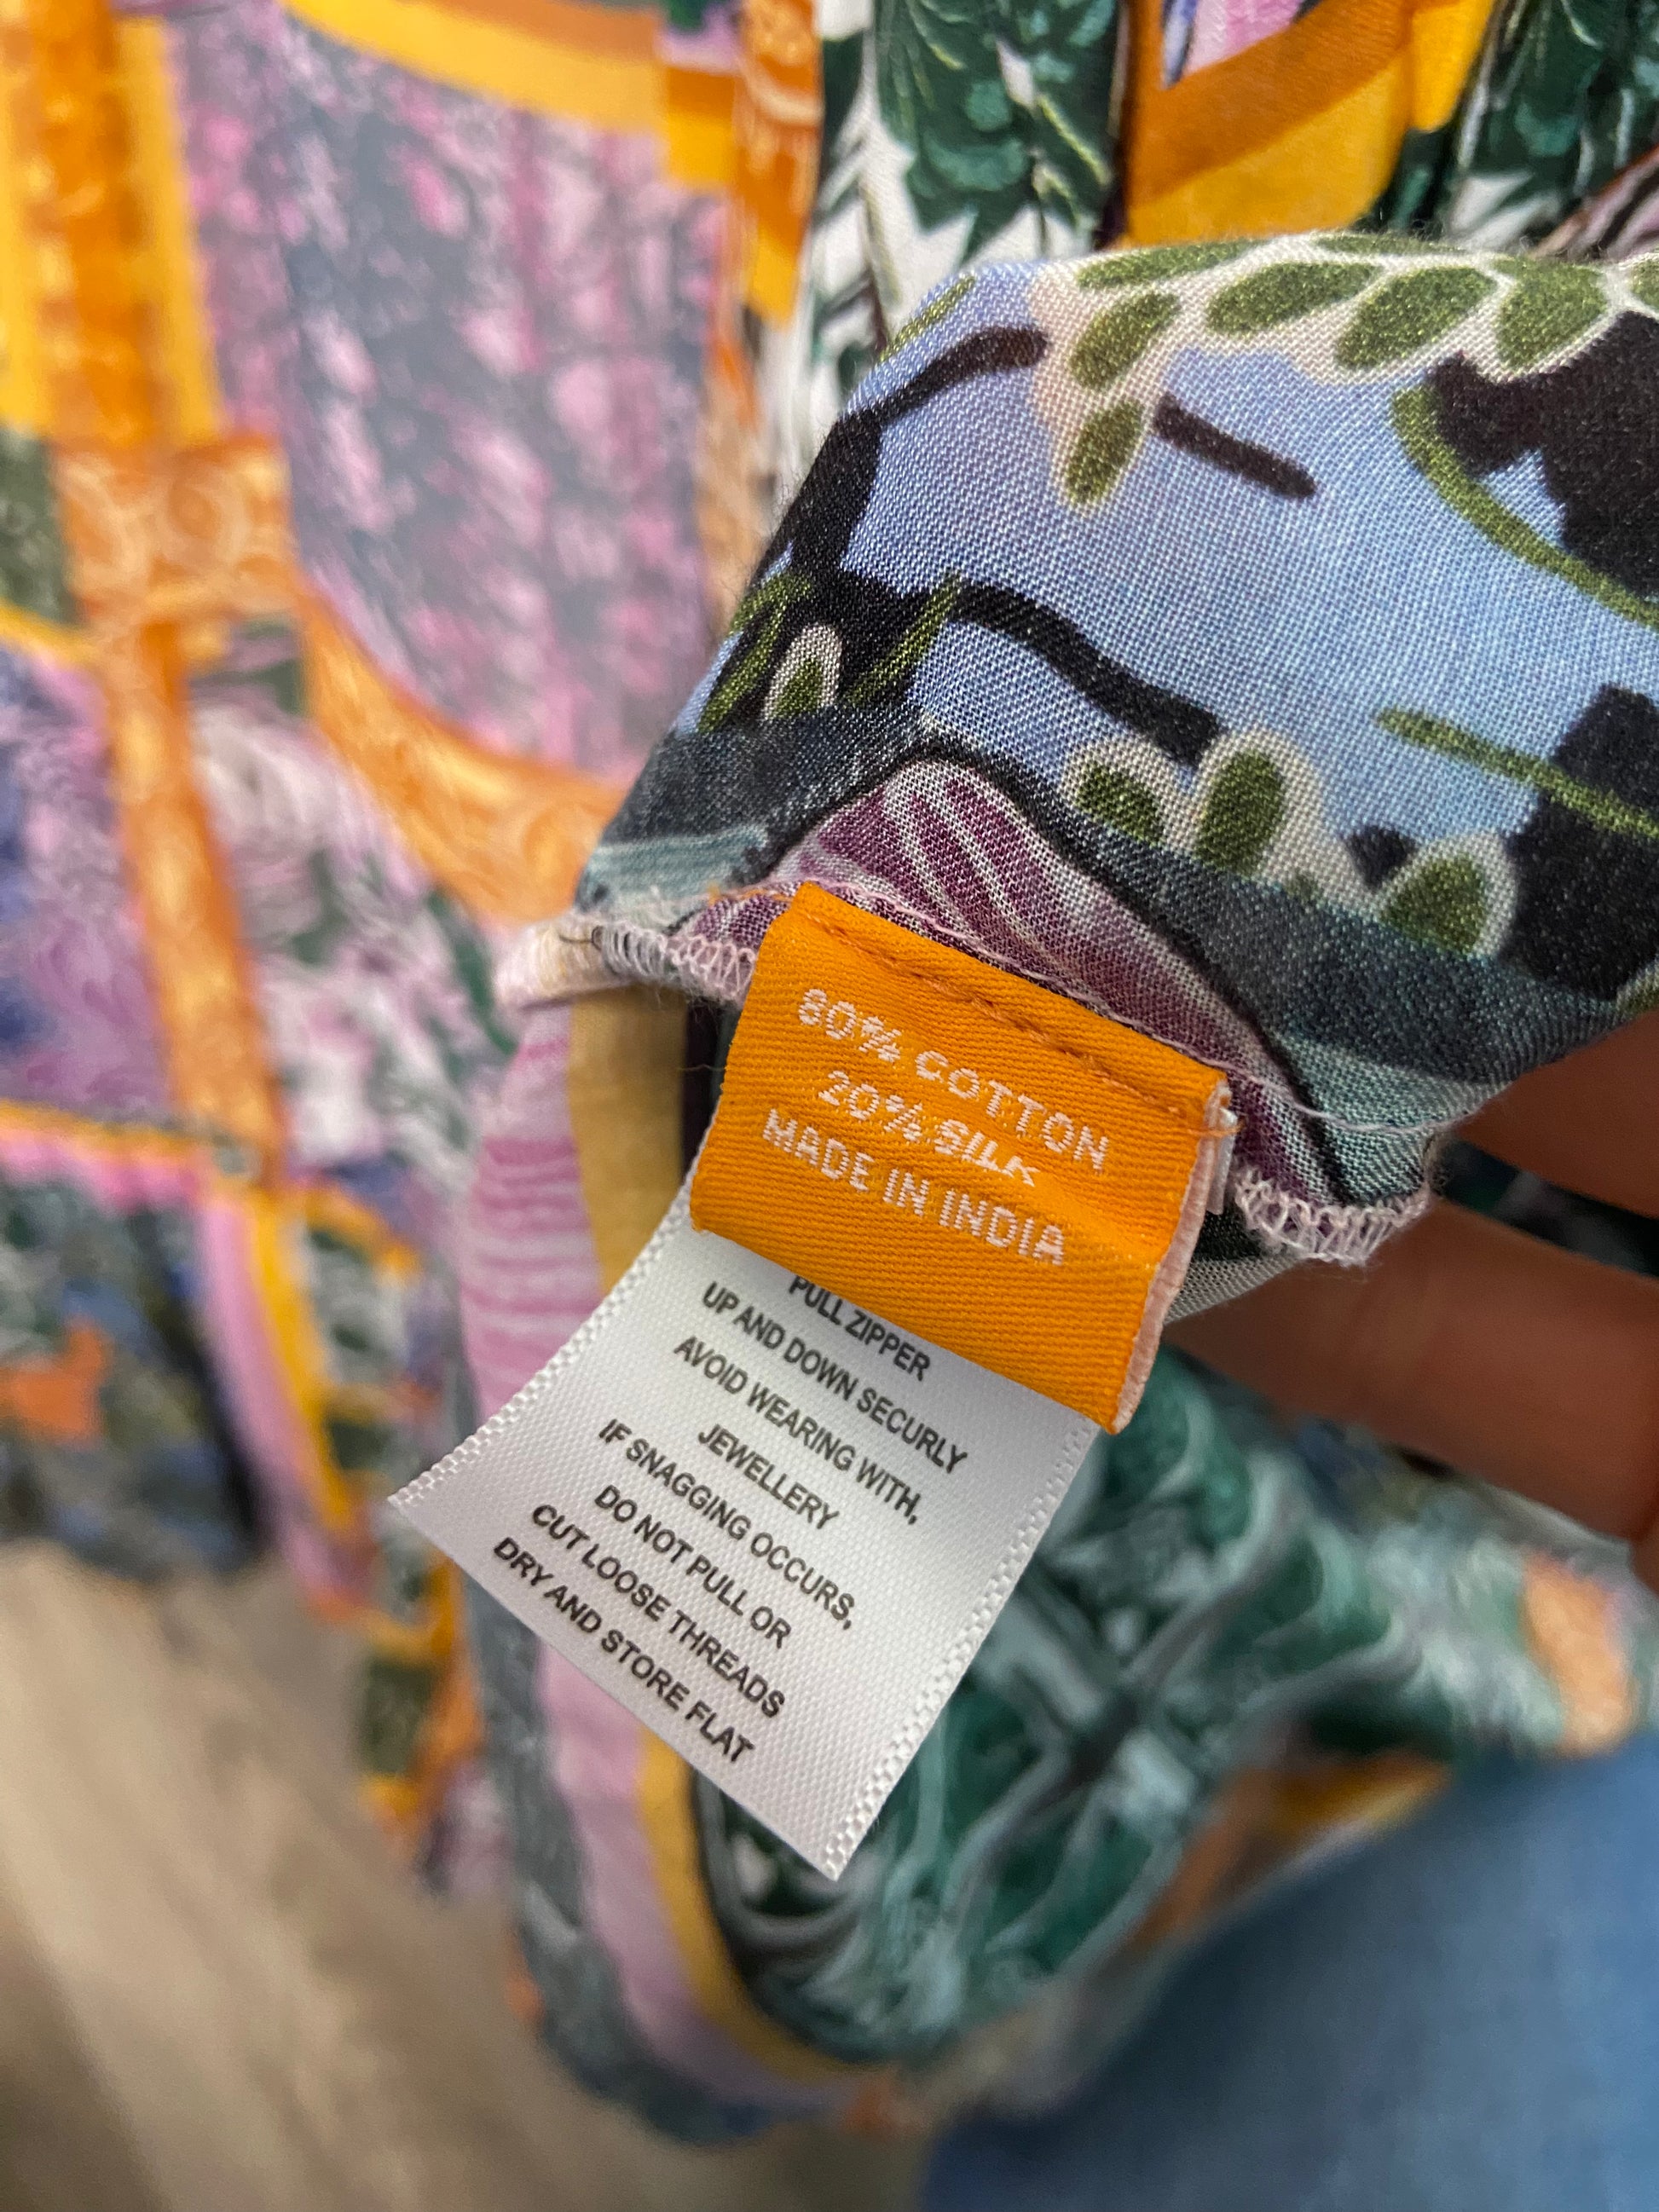 80% COTTON
20% SILK
MADE IN INDIA
PULL ZIPPER
UP AND DOWN SECURLY
AVOID WEARING WITH,
JEWELLERY
IF SNAGGING OCCURS,
DO NOT PULL OR
CUT LOOSE THREADS
DRY AND STORE FLAT